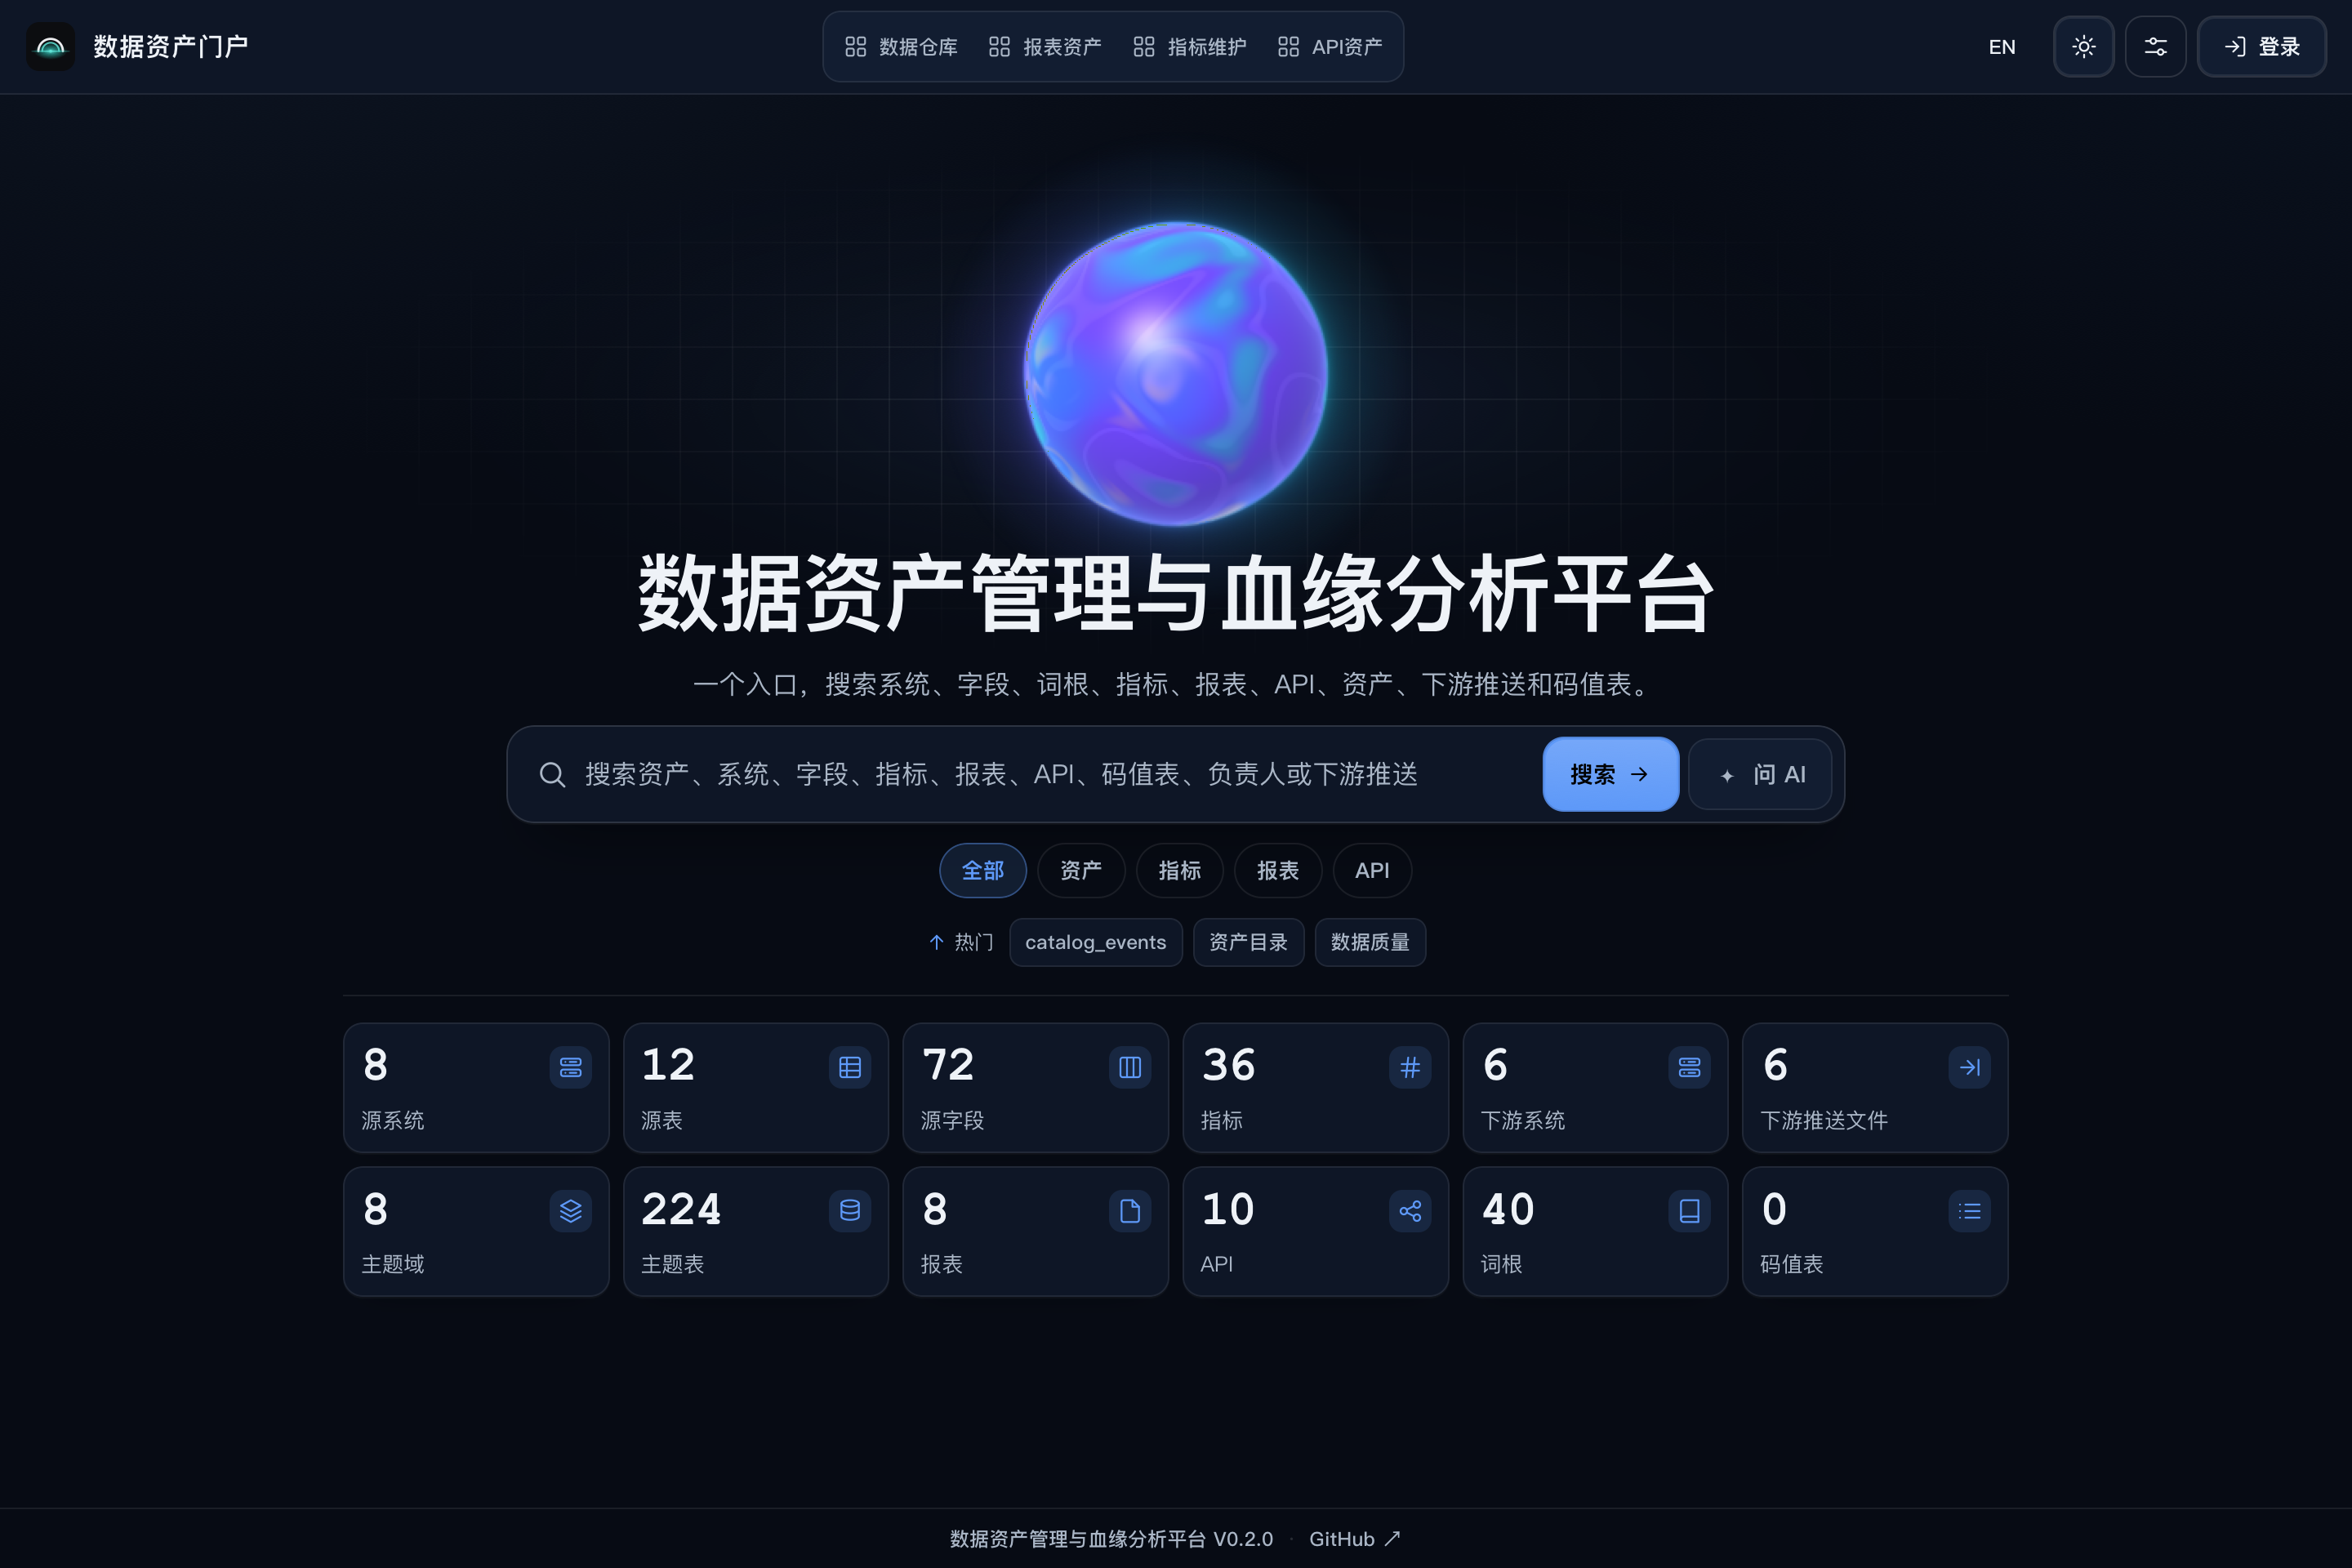 数据资产门户
数据仓库 报表资产 指标维护 API资产
EN 登录
数据资产管理与血缘分析平台
一个入口，搜索系统、字段、词根、指标、报表、API、资产、下游推送和码值表。
搜索资产、系统、字段、指标、报表、API、码值表、负责人或下游推送 搜索 → 问 AI
全部 资产 指标 报表 API
↑ 热门 catalog_events 资产目录 数据质量
8 12 72 36 6 6
源系统 源表 源字段 指标 下游系统 下游推送文件
8 224 8 10 40 0
主题域 主题表 报表 API 词根 码值表
数据资产管理与血缘分析平台 V0.2.0 · GitHub ↗